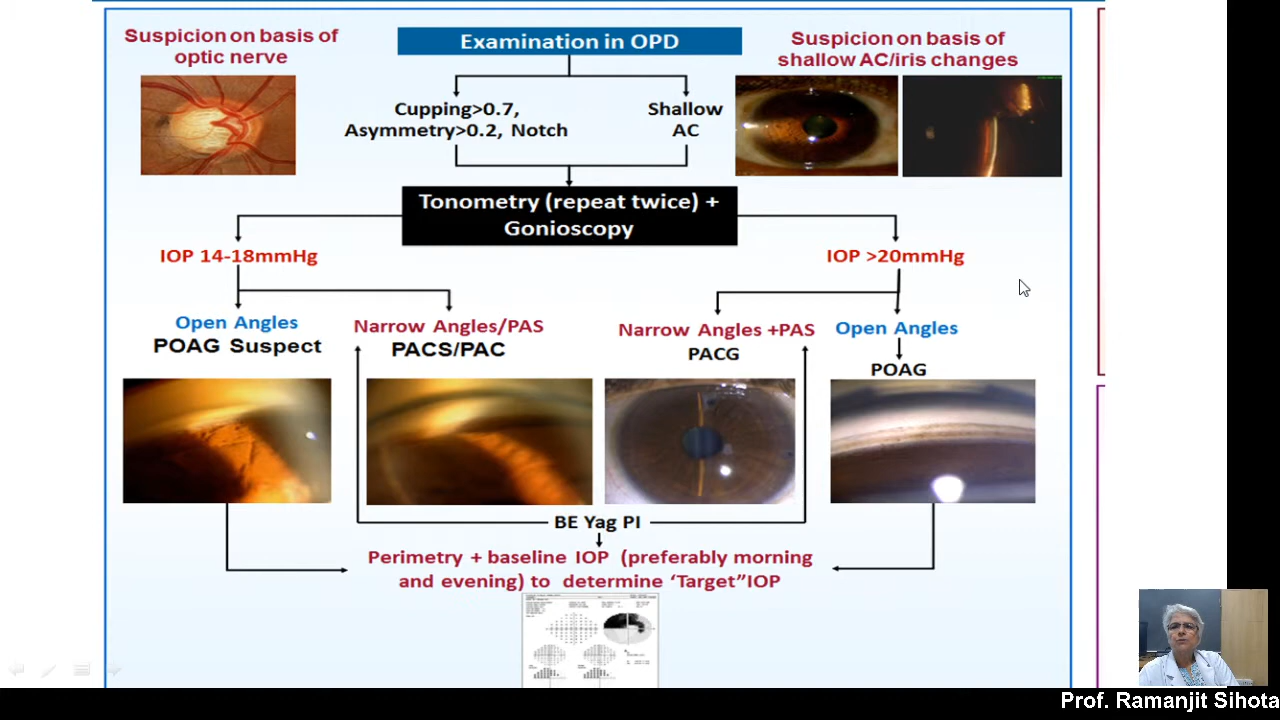 Suspicion on basis of
optic nerve
Examination in OPD
Suspicion on basis of
shallow AC/iris changes
Cupping>0.7,
Asymmetry>0.2, Notch
Shallow
AC
Tonometry (repeat twice) +
Gonioscopy
IOP 14-18mmHg
IOP >20mmHg
Open Angles
POAG Suspect
Narrow Angles/PAS
PACS/PAC
Narrow Angles +PAS
PACG
Open Angles
POAG
BE Yag PI
Perimetry + baseline IOP (preferably morning
and evening) to determine ‘Target”IOP
Prof. Ramanjit Sihota